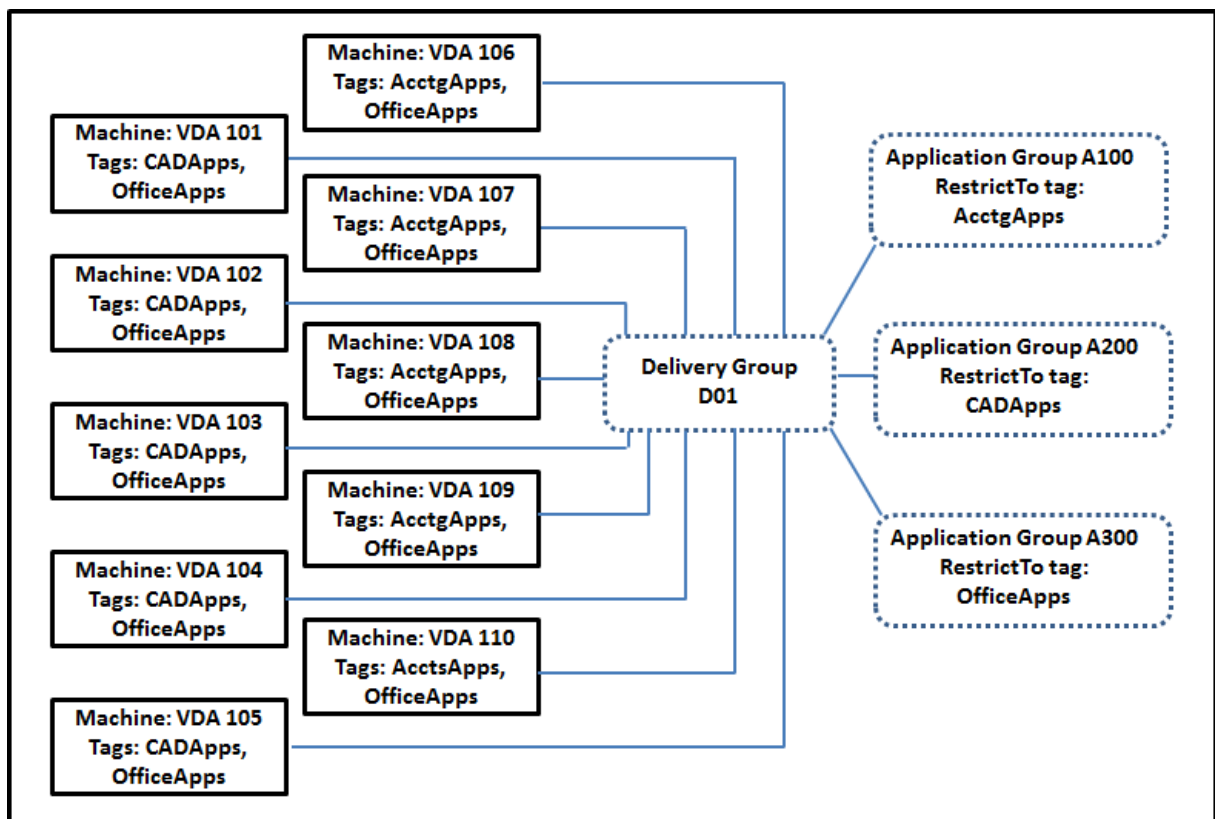 Machine: VDA 106
Tags: AcctgApps,
OfficeApps
Machine: VDA 101
Tags: CADApps,
OfficeApps
Machine: VDA 107
Tags: AcctgApps,
OfficeApps
Machine: VDA 102
Tags: CADApps,
OfficeApps
Machine: VDA 108
Tags: AcctgApps,
OfficeApps
Machine: VDA 103
Tags: CADApps,
OfficeApps
Machine: VDA 109
Tags: AcctgApps,
OfficeApps
Machine: VDA 104
Tags: CADApps,
OfficeApps
Machine: VDA 110
Tags: AcctsApps,
OfficeApps
Machine: VDA 105
Tags: CADApps,
OfficeApps
Delivery Group
D01
Application Group A100
RestrictTo tag:
AcctgApps
Application Group A200
RestrictTo tag:
CADApps
Application Group A300
RestrictTo tag:
OfficeApps